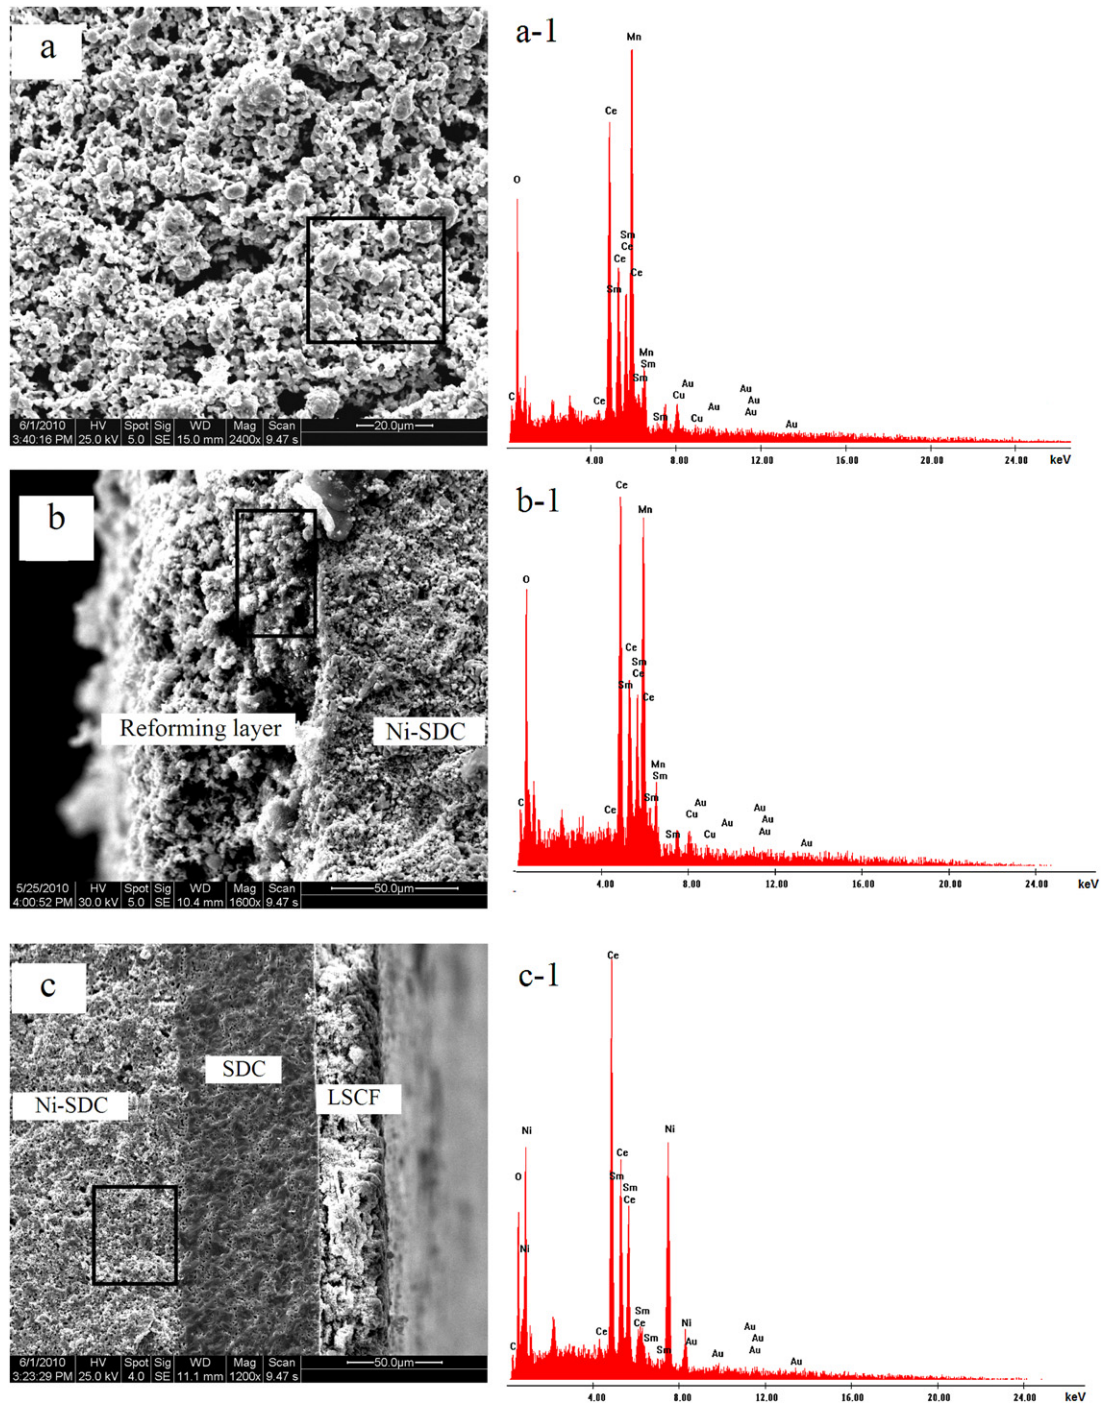 a
6/1/2010 HV Spot Sig WD Mag Scan
3:40:16 PM 25.0 kV 5.0 SE 15.0 mm 2400x 9.47 s 20.0µm
a-1
Mn
Ce
O
Sm
Ce
Ce
Ce
Sm
Mn
Sm
Sm
C
Ce
Sm
Au
Cu
Cu
Au
Au
Au
Au
Au
4.00 8.00 12.00 16.00 20.00 24.00 keV
b
Reforming layer
Ni-SDC
5/25/2010 HV Spot Sig WD Mag Scan
4:00:52 PM 30.0 kV 5.0 SE 10.4 mm 1600x 9.47 s 50.0µm
b-1
Ce
Mn
O
Ce
Sm
Ce
Sm
Ce
Mn
Sm
Sm
C
Ce
Sm
Au
Cu
Cu
Au
Au
Au
Au
Au
4.00 8.00 12.00 16.00 20.00 24.00 keV
c
SDC
Ni-SDC
LSCF
6/1/2010 HV Spot Sig WD Mag Scan
3:23:29 PM 25.0 kV 4.0 SE 11.1 mm 1200x 9.47 s 50.0µm
c-1
Ce
Ni
Ni
O
Ce
Sm
Sm
Ce
Ni
C
Ce
Sm
Ce
Sm
Sm
Ni
Au
Au
Au
Au
Au
Au
4.00 8.00 12.00 16.00 20.00 24.00 keV